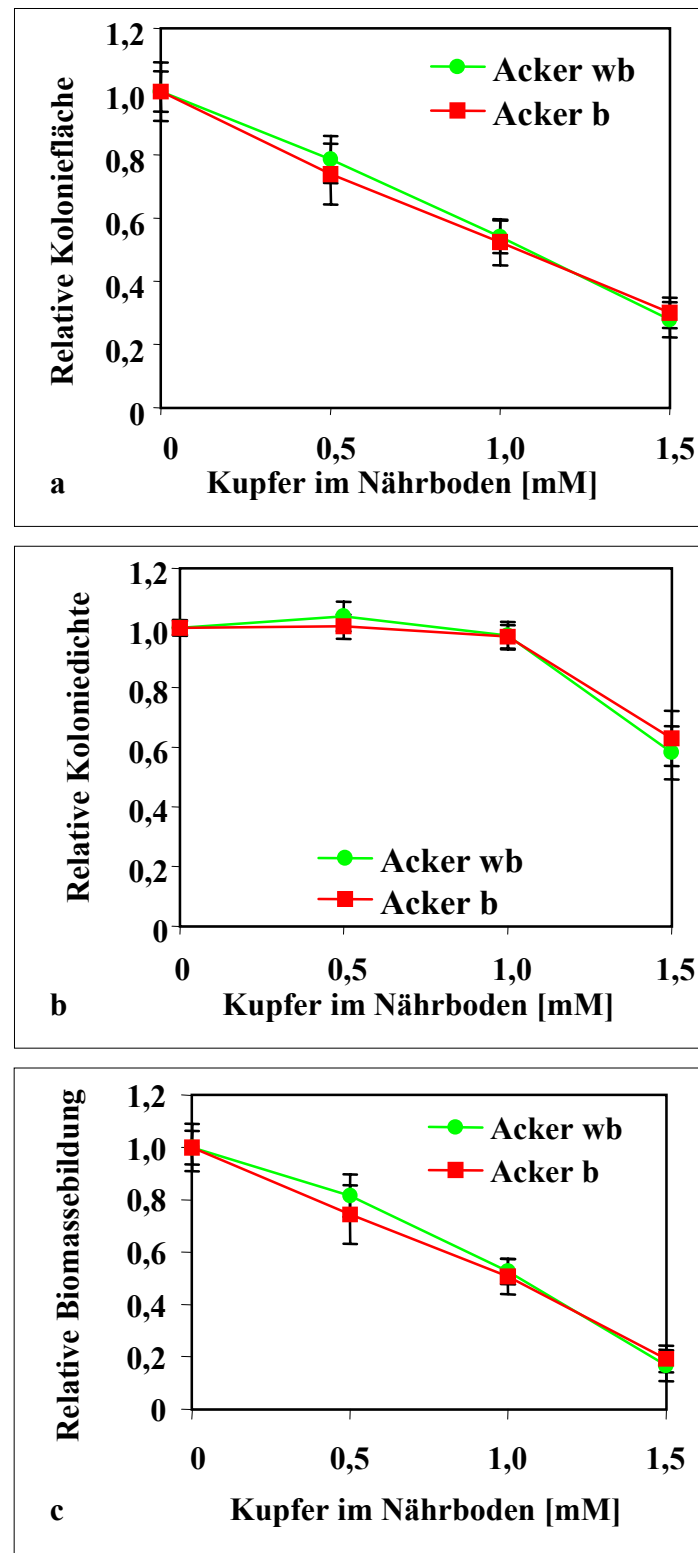 1,2
1,0
0,8
0,6
0,4
0,2
0
Relative Koloniefläche
Acker wb
Acker b
0 0,5 1,0 1,5
Kupfer im Nährboden [mM]
a
1,2
1,0
0,8
0,6
0,4
0,2
0
Relative Koloniedichte
Acker wb
Acker b
0 0,5 1,0 1,5
Kupfer im Nährboden [mM]
b
1,2
1,0
0,8
0,6
0,4
0,2
0
Relative Biomassebildung
Acker wb
Acker b
0 0,5 1,0 1,5
Kupfer im Nährboden [mM]
c